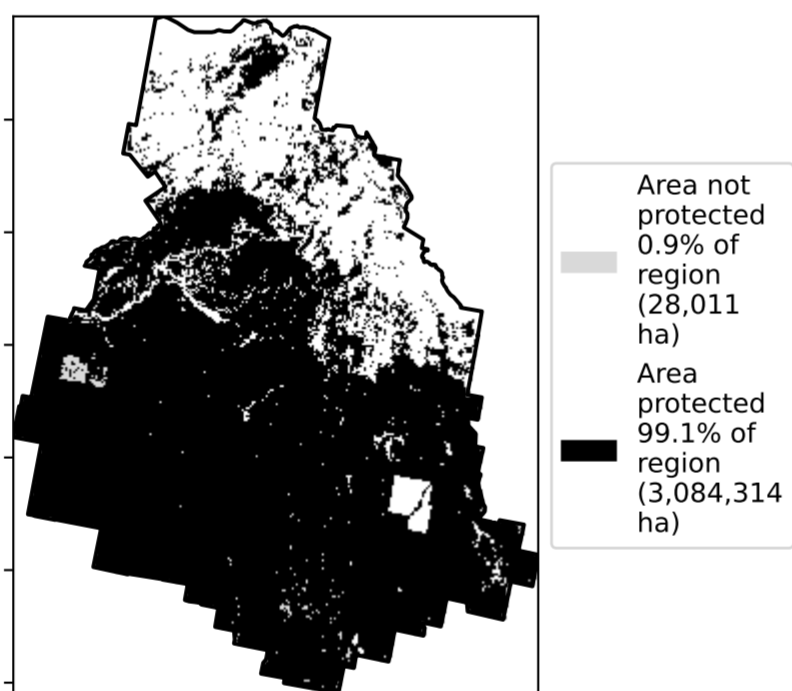 Area not
protected
0.9% of
region
(28,011
ha)
Area
protected
99.1% of
region
(3,084,314
ha)